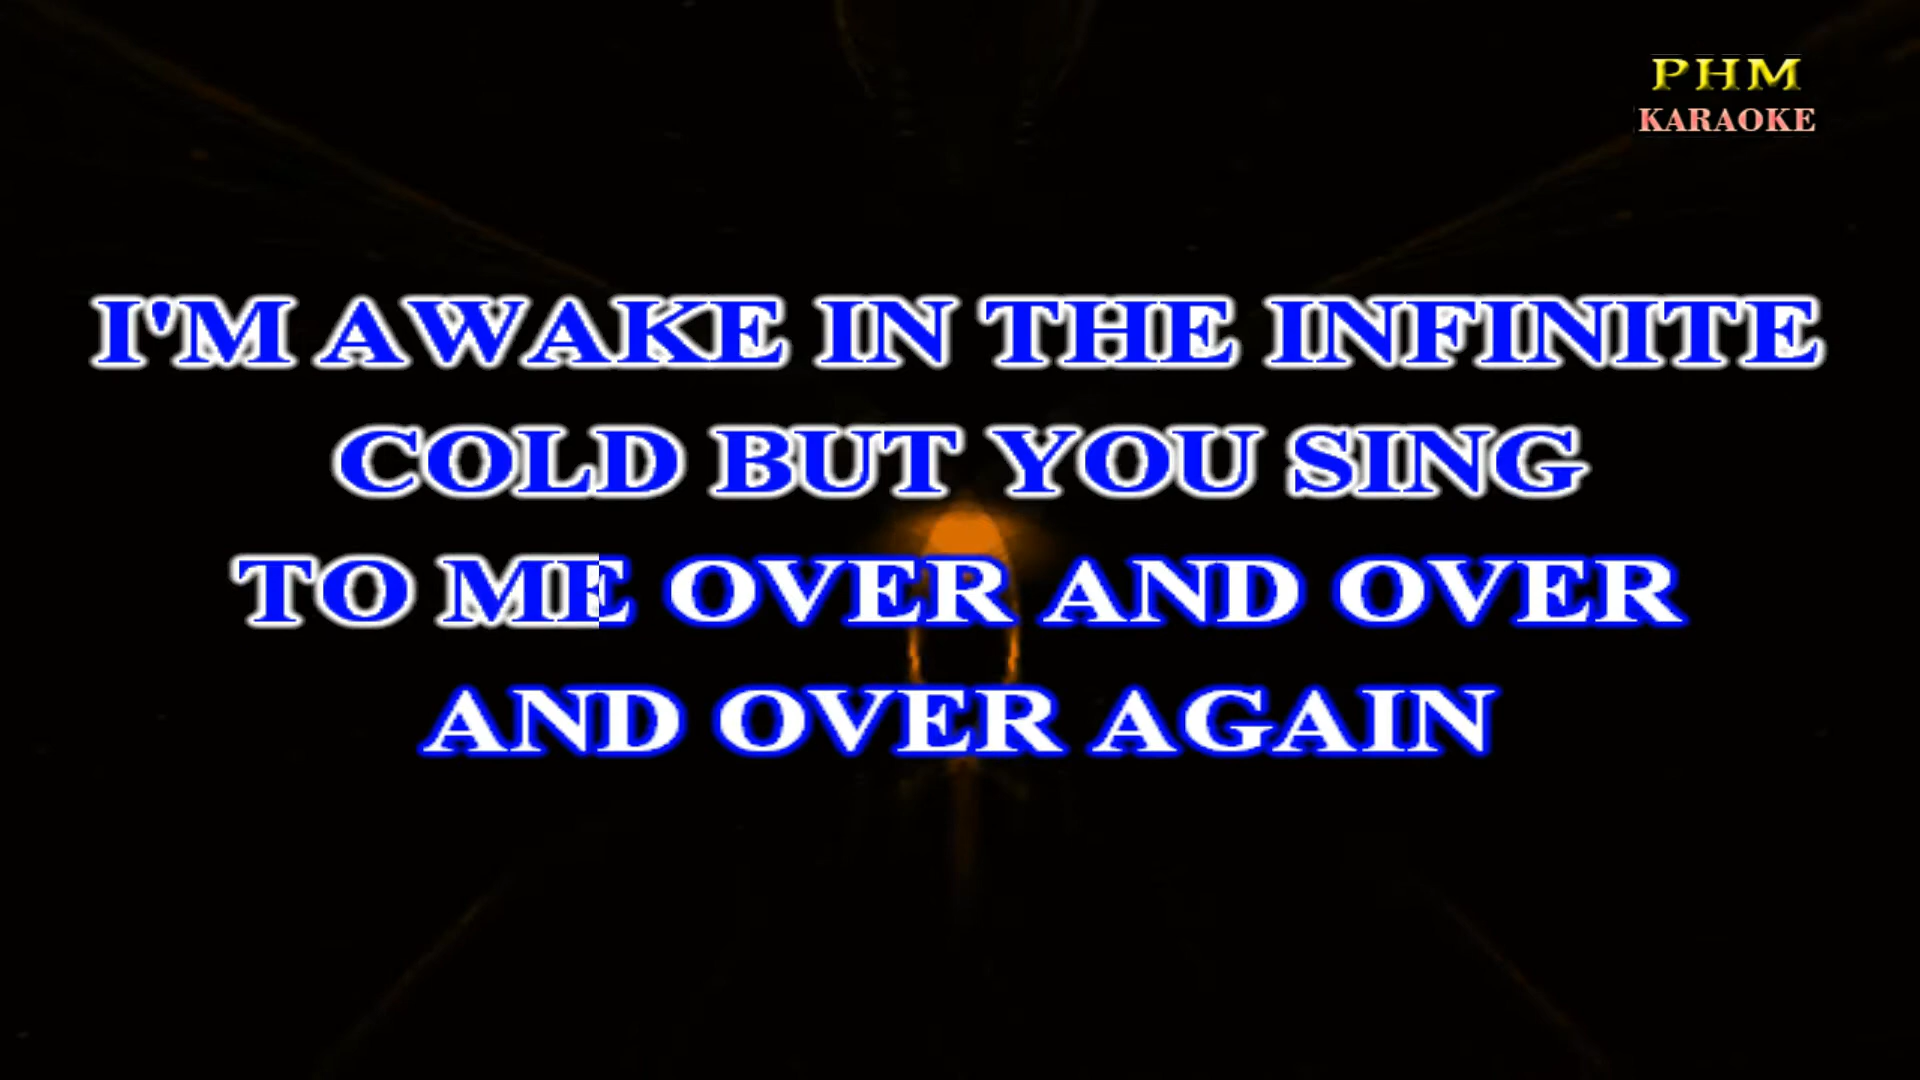 PHM
KARAOKE
I'M AWAKE IN THE INFINITE
COLD BUT YOU SING
TO ME OVER AND OVER
AND OVER AGAIN